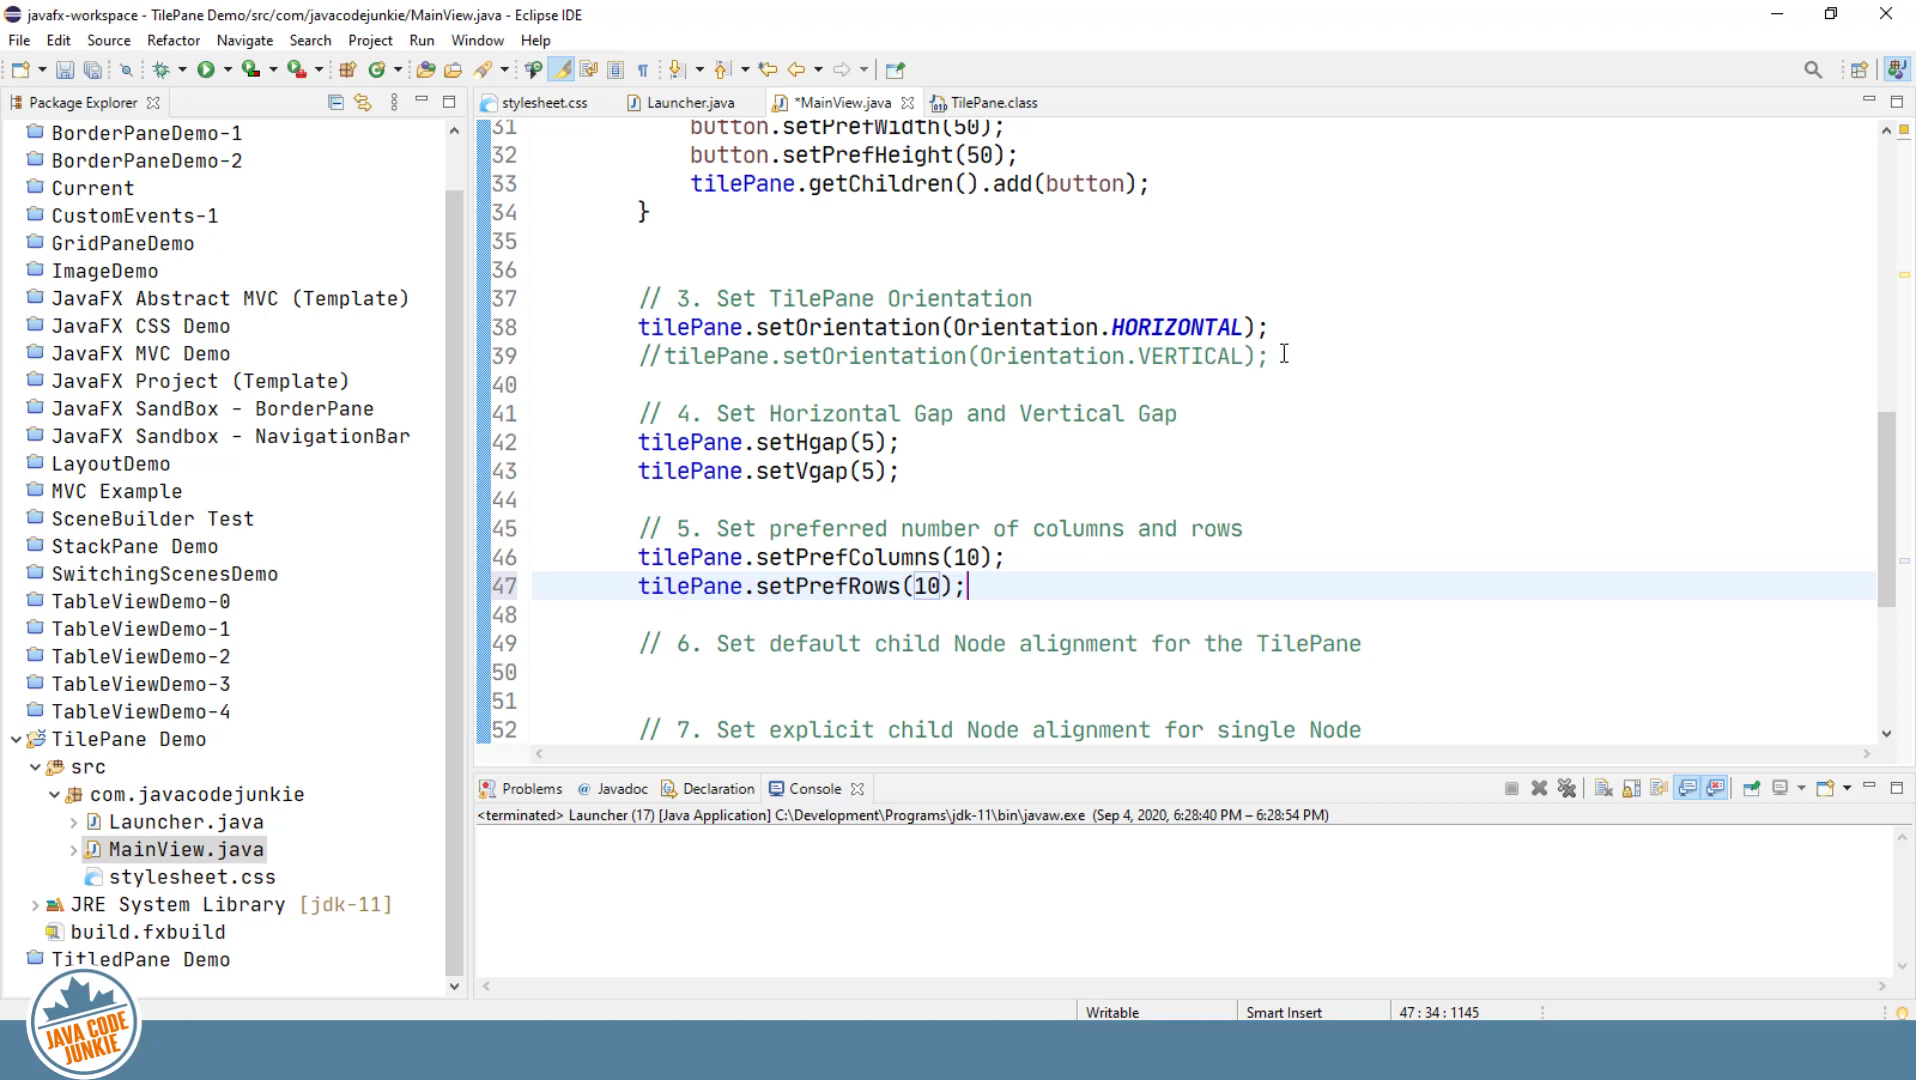 javafx-workspace - TilePane Demo/src/com/javacodejunkie/MainView.java - Eclipse IDE
File Edit Source Refactor Navigate Search Project Run Window Help
Package Explorer
stylesheet.css Launcher.java *MainView.java TilePane.class
BorderPaneDemo-1
BorderPaneDemo-2
Current
CustomEvents-1
GridPaneDemo
ImageDemo
JavaFX Abstract MVC (Template)
JavaFX CSS Demo
JavaFX MVC Demo
JavaFX Project (Template)
JavaFX SandBox - BorderPane
JavaFX Sandbox - NavigationBar
LayoutDemo
MVC Example
SceneBuilder Test
StackPane Demo
SwitchingScenesDemo
TableViewDemo-0
TableViewDemo-1
TableViewDemo-2
TableViewDemo-3
TableViewDemo-4
TilePane Demo
src
com.javacodejunkie
Launcher.java
MainView.java
stylesheet.css
JRE System Library [jdk-11]
build.fxbuild
TitledPane Demo
31 button.setPrefWidth(50);
32 button.setPrefHeight(50);
33 tilePane.getChildren().add(button);
34 }
35
36
37 // 3. Set TilePane Orientation
38 tilePane.setOrientation(Orientation.HORIZONTAL);
39 //tilePane.setOrientation(Orientation.VERTICAL);
40
41 // 4. Set Horizontal Gap and Vertical Gap
42 tilePane.setHgap(5);
43 tilePane.setVgap(5);
44
45 // 5. Set preferred number of columns and rows
46 tilePane.setPrefColumns(10);
47 tilePane.setPrefRows(10);
48
49 // 6. Set default child Node alignment for the TilePane
50
51
52 // 7. Set explicit child Node alignment for single Node
Problems @ Javadoc Declaration Console
<terminated> Launcher (17) [Java Application] C:\Development\Programs\jdk-11\bin\javaw.exe (Sep 4, 2020, 6:28:40 PM – 6:28:54 PM)
Writable Smart Insert 47 : 34 : 1145
JAVA CODE
JUNKIE